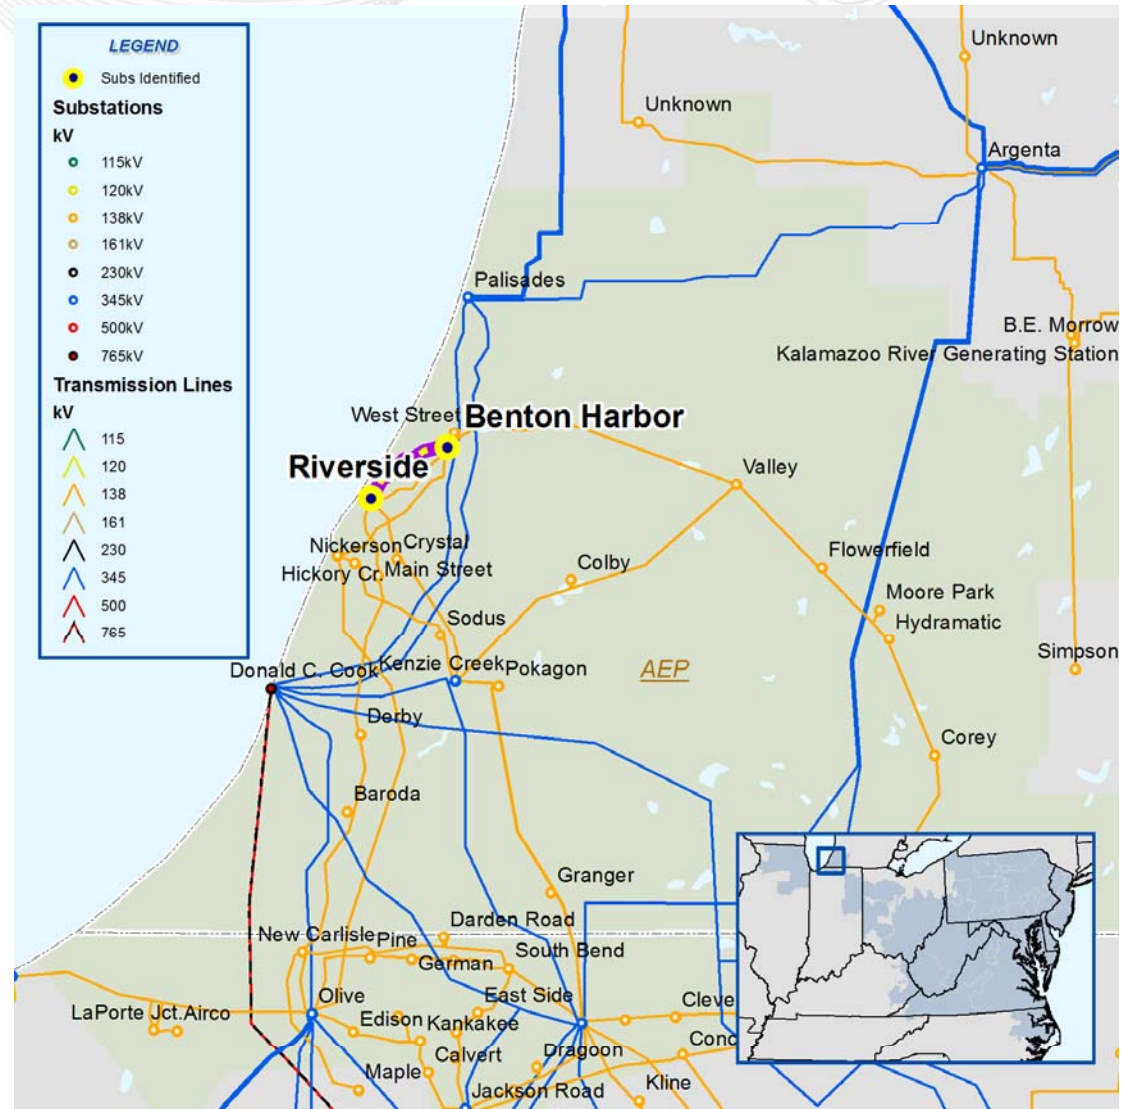 LEGEND
Subs Identified
Substations
kV
115kV
120kV
138kV
161kV
230kV
345kV
500kV
765kV
Transmission Lines
kV
115
120
138
161
230
345
500
765
Unknown
Unknown
Argenta
Palisades
B.E. Morrow
Kalamazoo River Generating Station
West Street
Benton Harbor
Riverside
Valley
Nickerson
Crystal
Hickory Cr.
Main Street
Colby
Flowerfield
Moore Park
Hydramatic
Sodus
Simpson
Donald C. Cook
Kenzie Creek
Pokagon
AEP
Derby
Corey
Baroda
Granger
Darden Road
New Carlisle
Pine
German
South Bend
LaPorte Jct.
Airco
Olive
East Side
Cleve
Edison
Kankakee
Calvert
Dragoon
Conc
Maple
Jackson Road
Kline